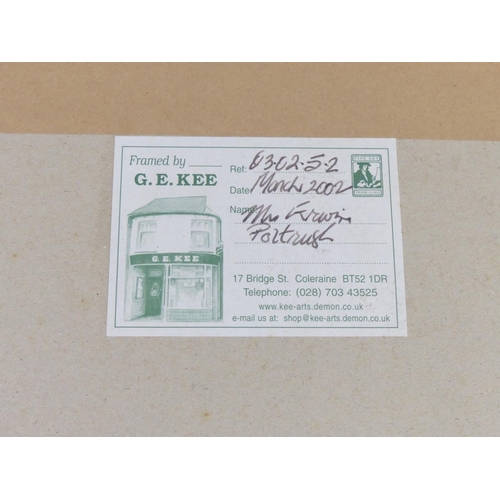 Framed by
G. E. KEE
Ref: 0302·5·2
Date March 2002
Name Mrs Erwin
Portrush
G. E. KEE
17 Bridge St. Coleraine BT52 1DR
Telephone: (028) 703 43525
www.kee-arts.demon.co.uk
e-mail us at: shop@kee-arts.demon.co.uk
FINE ART